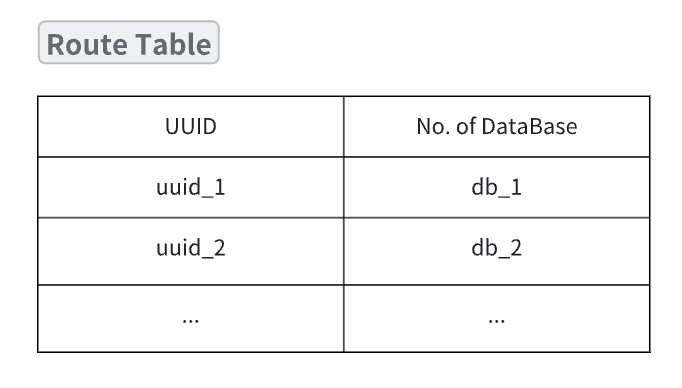 Route Table
UUID No. of DataBase
uuid_1 db_1
uuid_2 db_2
... ...